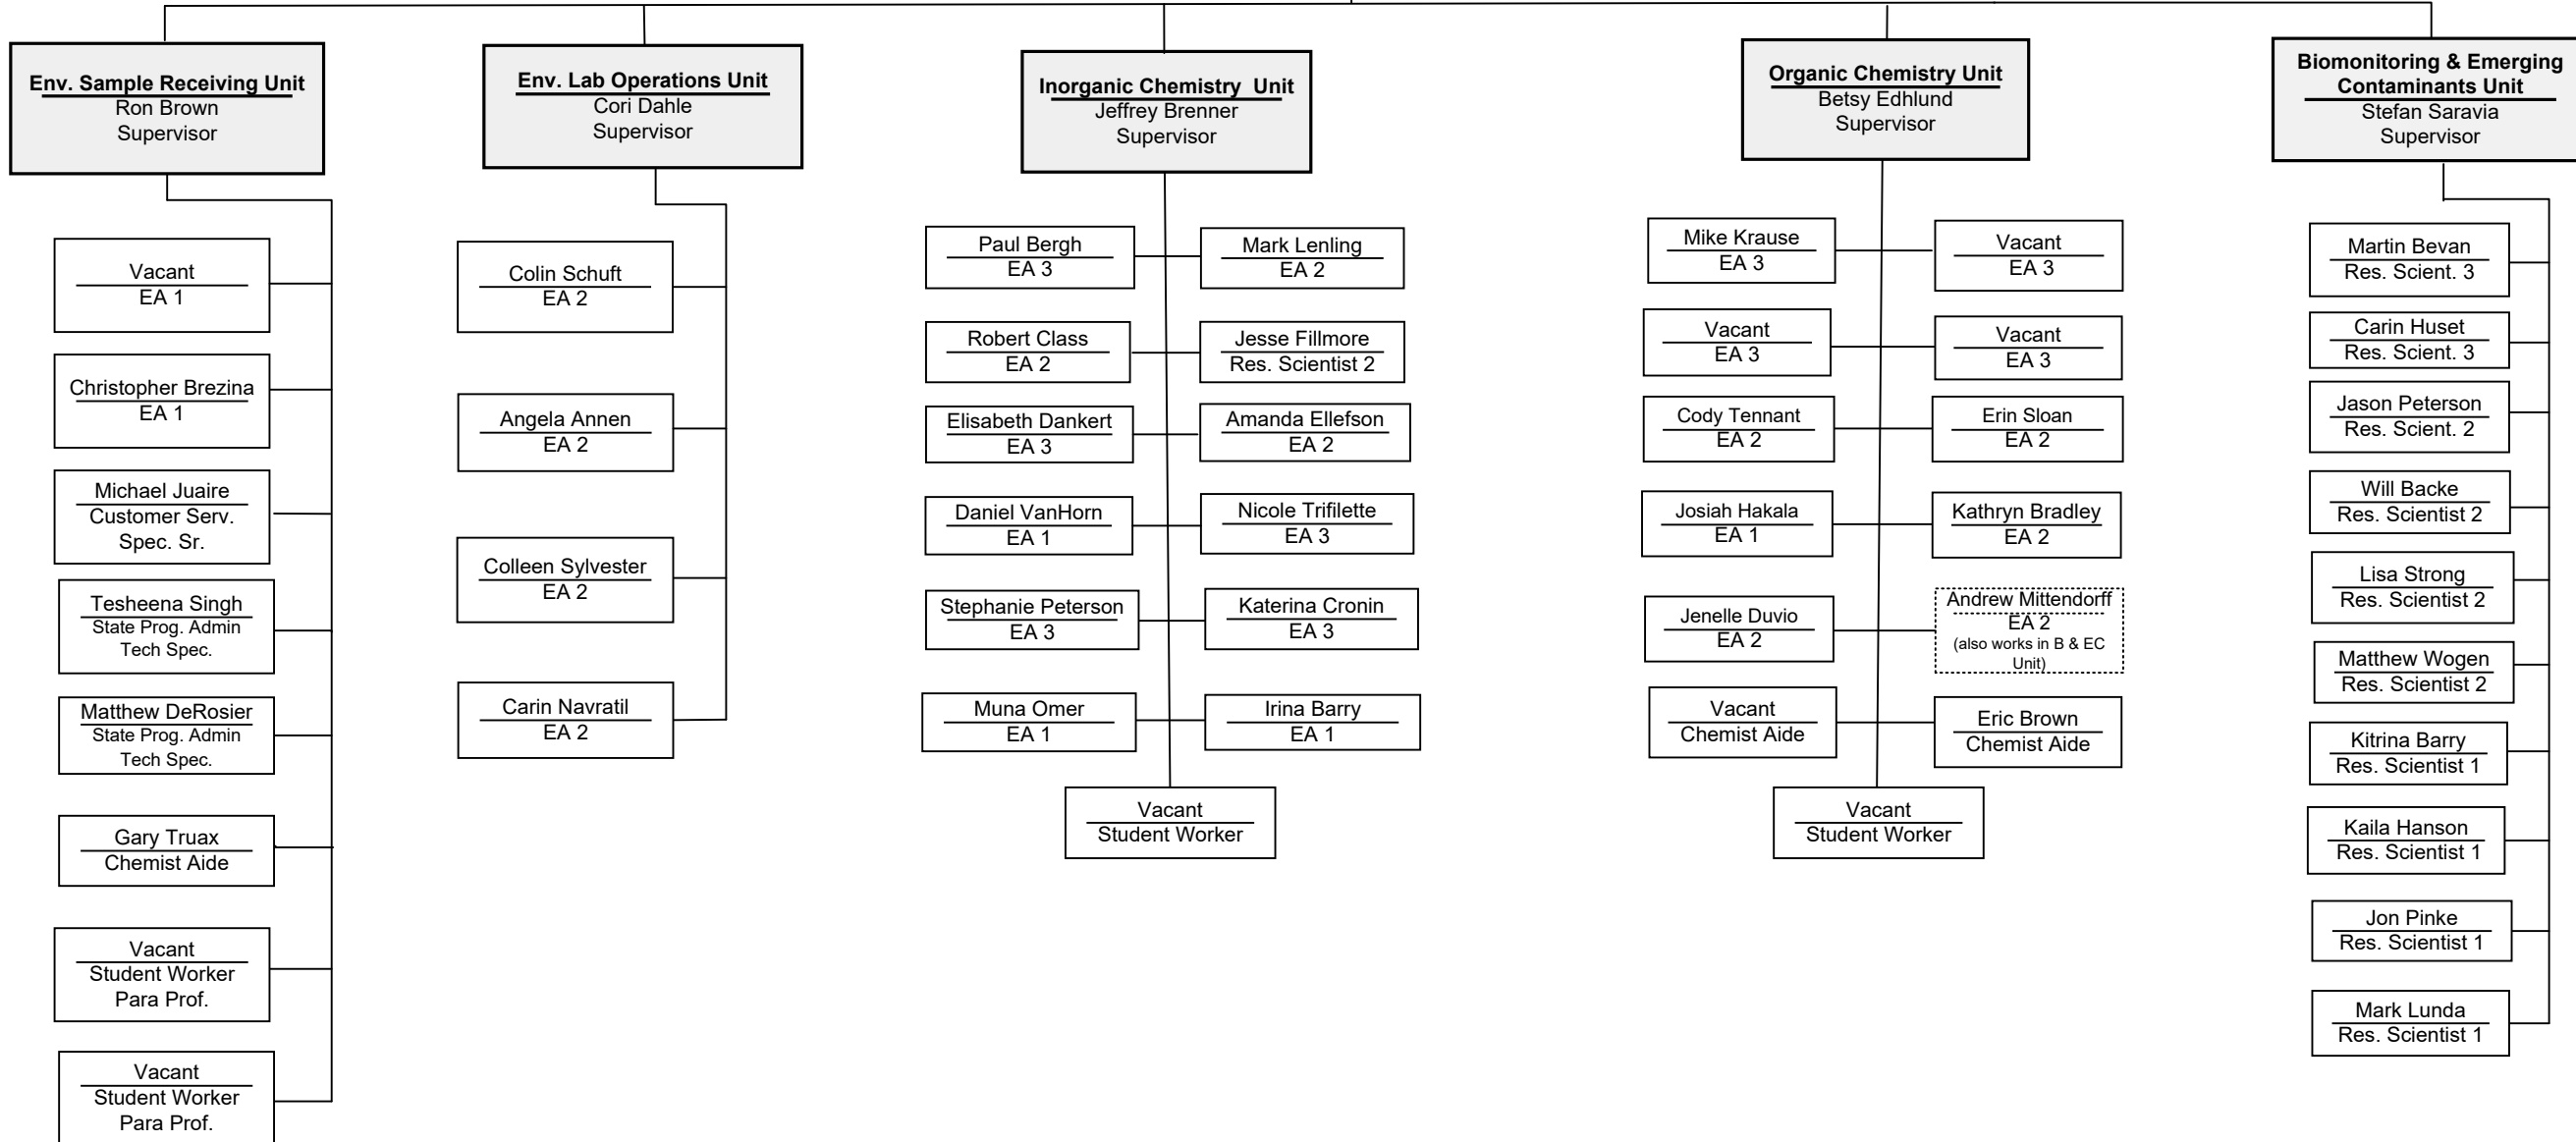 Env. Sample Receiving Unit
Ron Brown
Supervisor
Vacant
EA 1
Christopher Brezina
EA 1
Michael Juaire
Customer Serv.
Spec. Sr.
Tesheena Singh
State Prog. Admin
Tech Spec.
Matthew DeRosier
State Prog. Admin
Tech Spec.
Gary Truax
Chemist Aide
Vacant
Student Worker
Para Prof.
Vacant
Student Worker
Para Prof.
Env. Lab Operations Unit
Cori Dahle
Supervisor
Colin Schuft
EA 2
Angela Annen
EA 2
Colleen Sylvester
EA 2
Carin Navratil
EA 2
Inorganic Chemistry Unit
Jeffrey Brenner
Supervisor
Paul Bergh
EA 3
Mark Lenling
EA 2
Robert Class
EA 2
Jesse Fillmore
Res. Scientist 2
Elisabeth Dankert
EA 3
Amanda Ellefson
EA 2
Daniel VanHorn
EA 1
Nicole Trifilette
EA 3
Stephanie Peterson
EA 3
Katerina Cronin
EA 3
Muna Omer
EA 1
Irina Barry
EA 1
Vacant
Student Worker
Organic Chemistry Unit
Betsy Edhlund
Supervisor
Mike Krause
EA 3
Vacant
EA 3
Vacant
EA 3
Vacant
EA 3
Cody Tennant
EA 2
Erin Sloan
EA 2
Josiah Hakala
EA 1
Kathryn Bradley
EA 2
Jenelle Duvio
EA 2
Andrew Mittendorff
EA 2
(also works in B & EC
Unit)
Vacant
Chemist Aide
Eric Brown
Chemist Aide
Vacant
Student Worker
Biomonitoring & Emerging
Contaminants Unit
Stefan Saravia
Supervisor
Martin Bevan
Res. Scient. 3
Carin Huset
Res. Scient. 3
Jason Peterson
Res. Scient. 2
Will Backe
Res. Scientist 2
Lisa Strong
Res. Scientist 2
Matthew Wogen
Res. Scientist 2
Kitrina Barry
Res. Scientist 1
Kaila Hanson
Res. Scientist 1
Jon Pinke
Res. Scientist 1
Mark Lunda
Res. Scientist 1